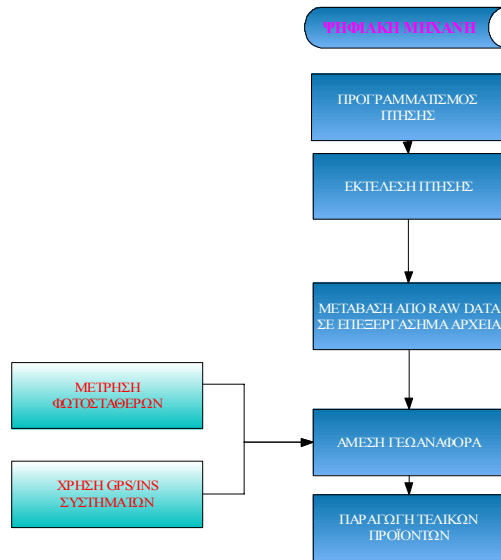 ΨΗΦΙΑΚΗ ΜΗΧΑΝΗ
ΠΡΟΓΡΑΜΜΑΤΙΣΜΟΣ
ΠΤΗΣΗΣ
ΕΚΤΕΛΕΣΗ ΠΤΗΣΗΣ
ΜΕΤΑΒΑΣΗ ΑΠΟ RAW DATA
ΣΕ ΕΠΕΞΕΡΓΑΣΗΜΑ ΑΡΧΕΙΑ
ΜΕΤΡΗΣΗ
ΦΩΤΟΣΤΑΘΕΡΩΝ
ΑΜΕΣΗ ΓΕΩΑΝΑΦΟΡΑ
ΧΡΗΣΗ GPS/INS
ΣΥΣΤΗΜΑΤΩΝ
ΠΑΡΑΓΩΓΗ ΤΕΛΙΚΩΝ
ΠΡΟΪΟΝΤΩΝ